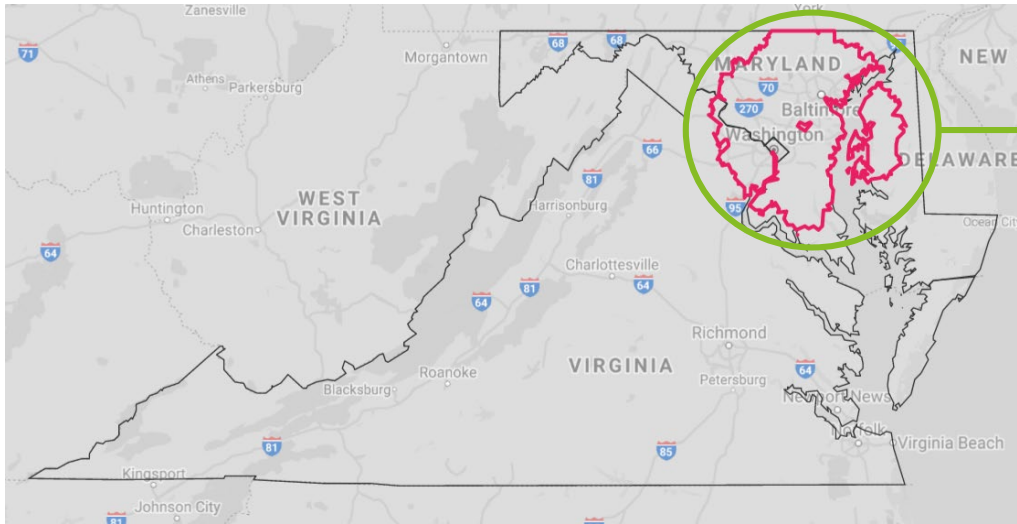 Zanesville
York
71
68
68
95
Morgantown
NEW
MARYLAND
Athens
Parkersburg
70
270
Baltimore
Washington
66
DELAWARE
WEST
VIRGINIA
81
Huntington
Harrisonburg
95
Charleston
Ocean City
64
Charlottesville
81
64
64
Richmond
VIRGINIA
64
Roanoke
Blacksburg
Petersburg
Newport News
Norfolk
Virginia Beach
81
85
Kingsport
Johnson City
81